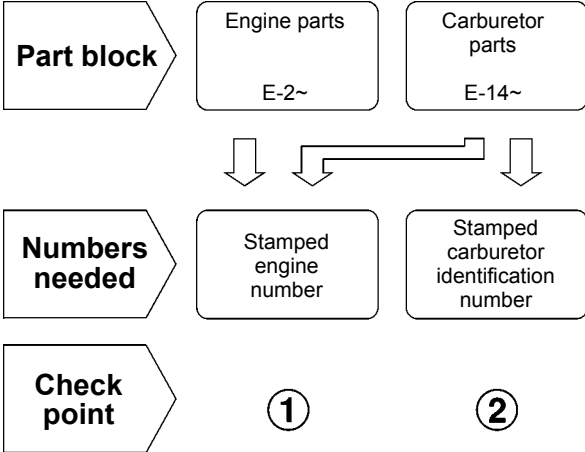 Part block
Engine parts
E-2~
Carburetor
parts
E-14~
Numbers
needed
Stamped
engine
number
Stamped
carburetor
identification
number
Check
point
①
②